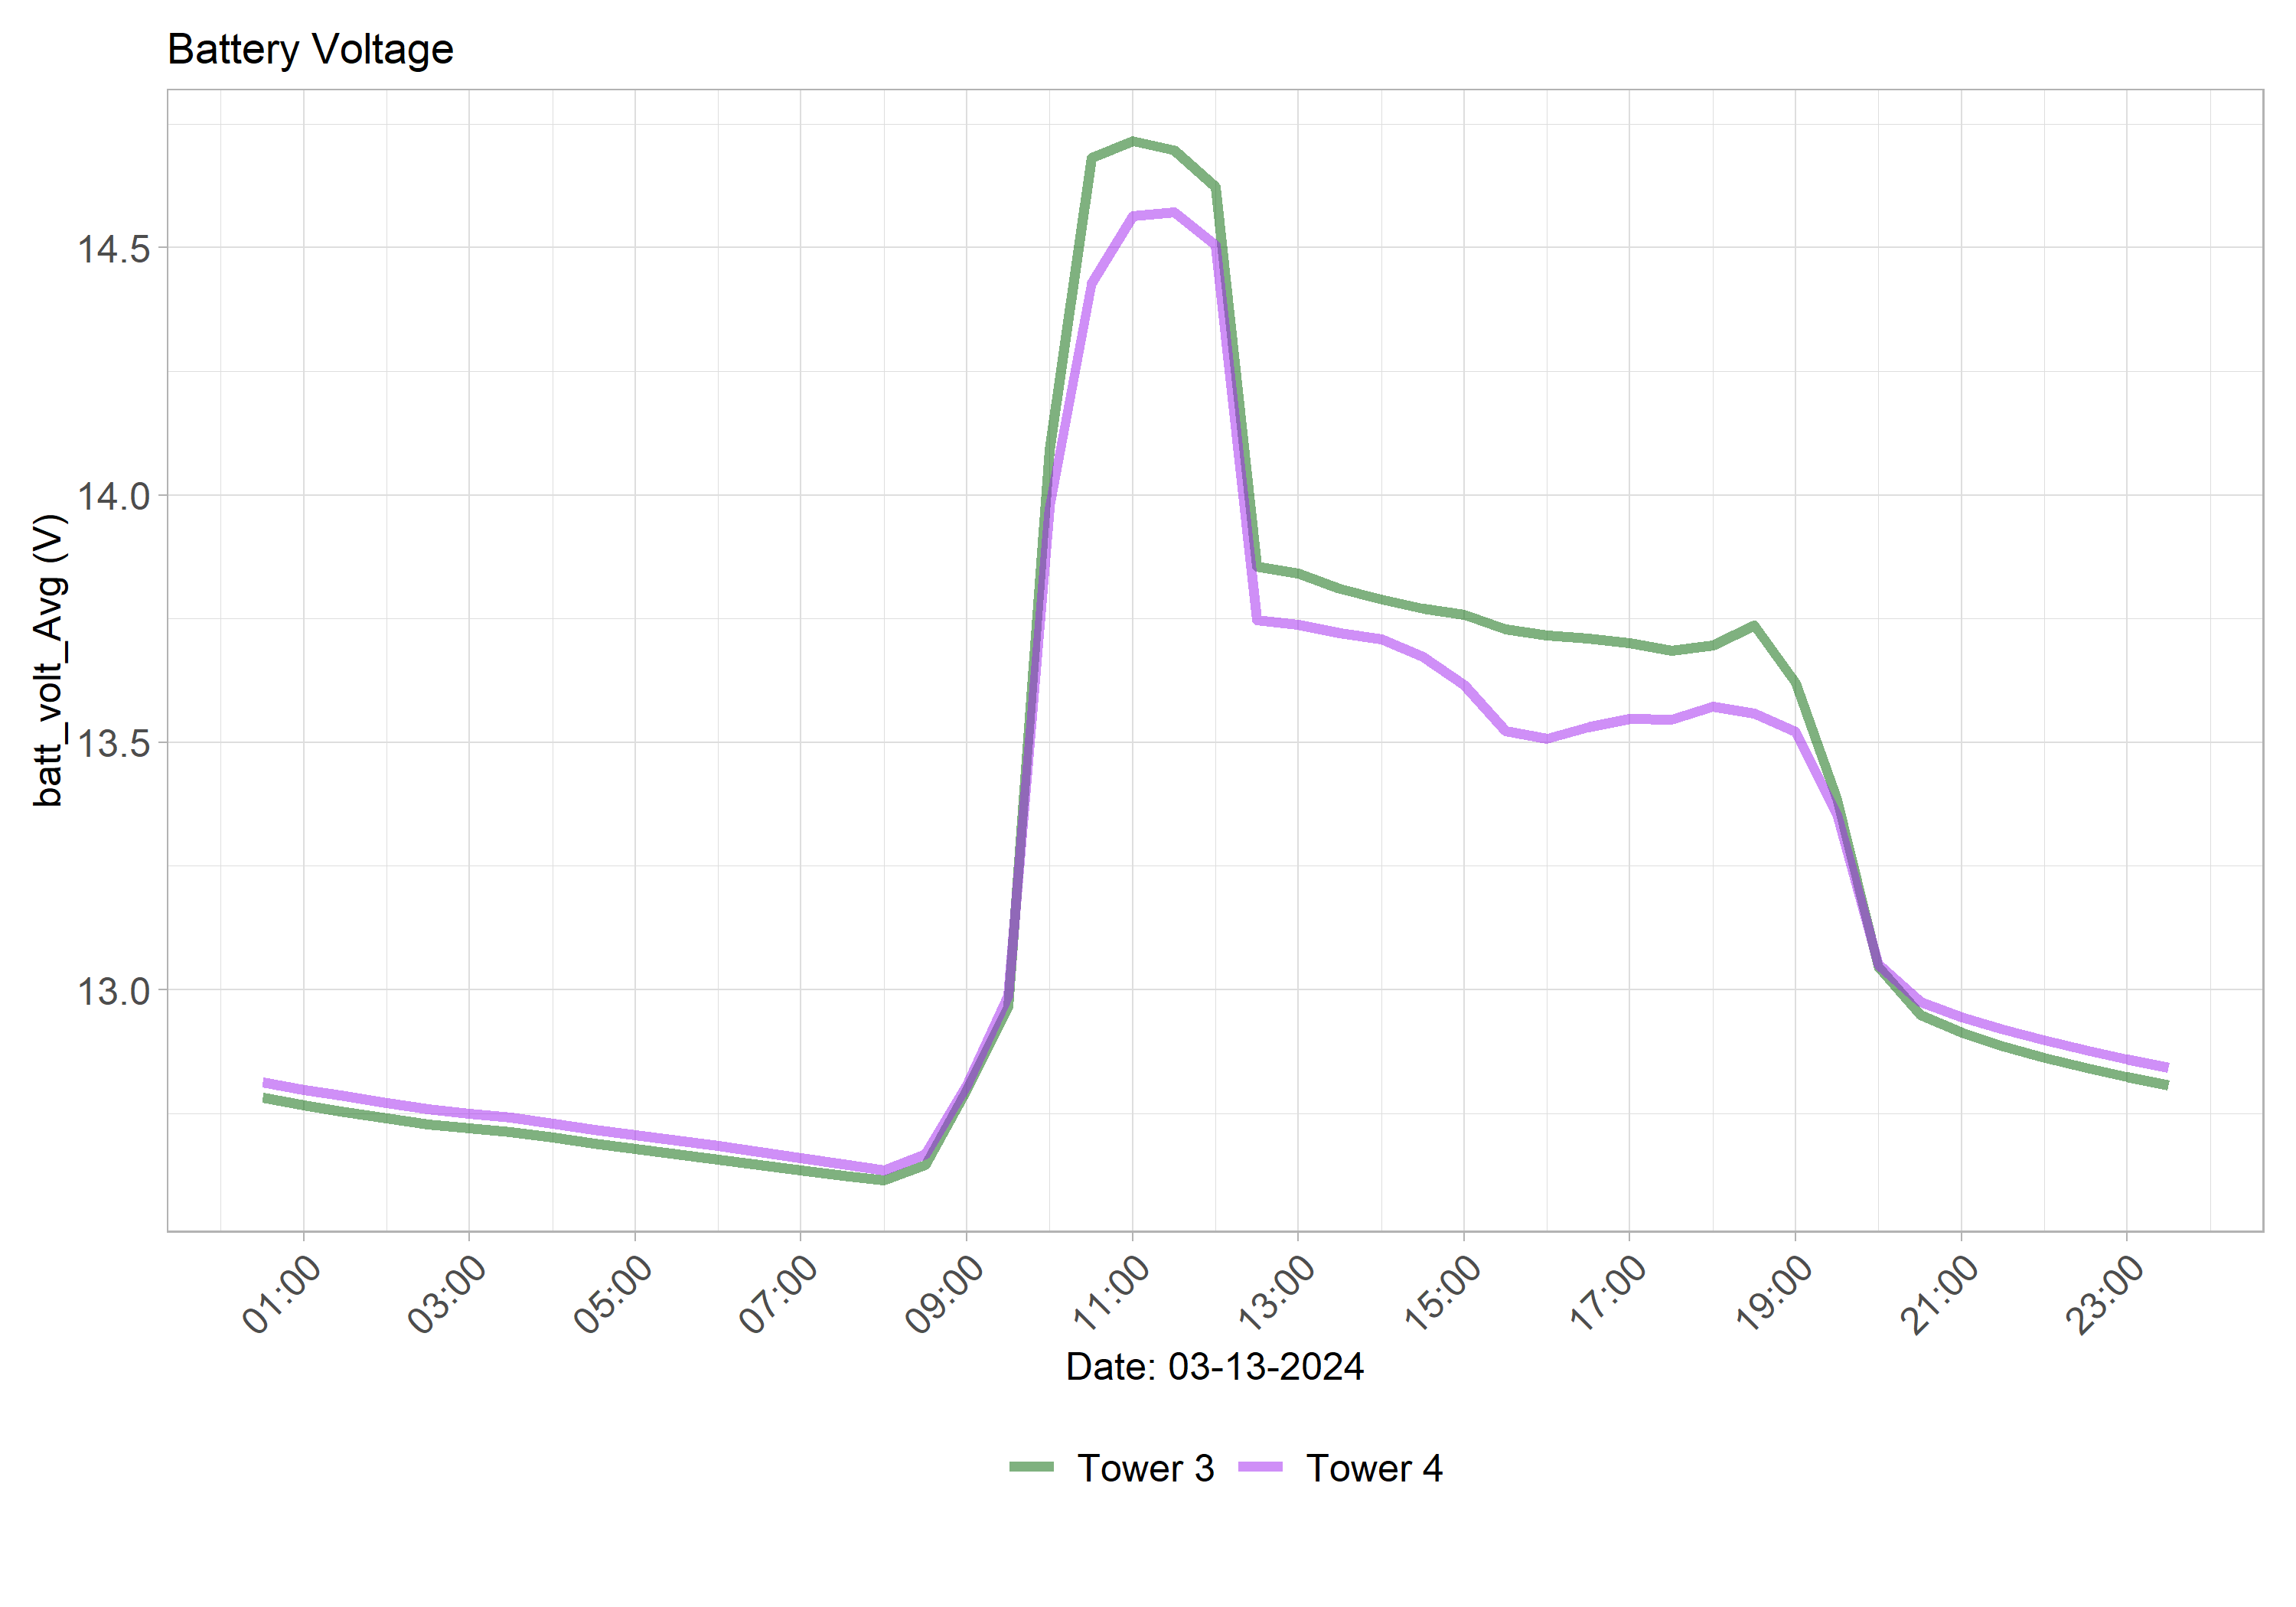 Battery Voltage
batt_volt_Avg (V)
14.5
14.0
13.5
13.0
01:00 03:00 05:00 07:00 09:00 11:00 13:00 15:00 17:00 19:00 21:00 23:00
Date: 03-13-2024
Tower 3 Tower 4